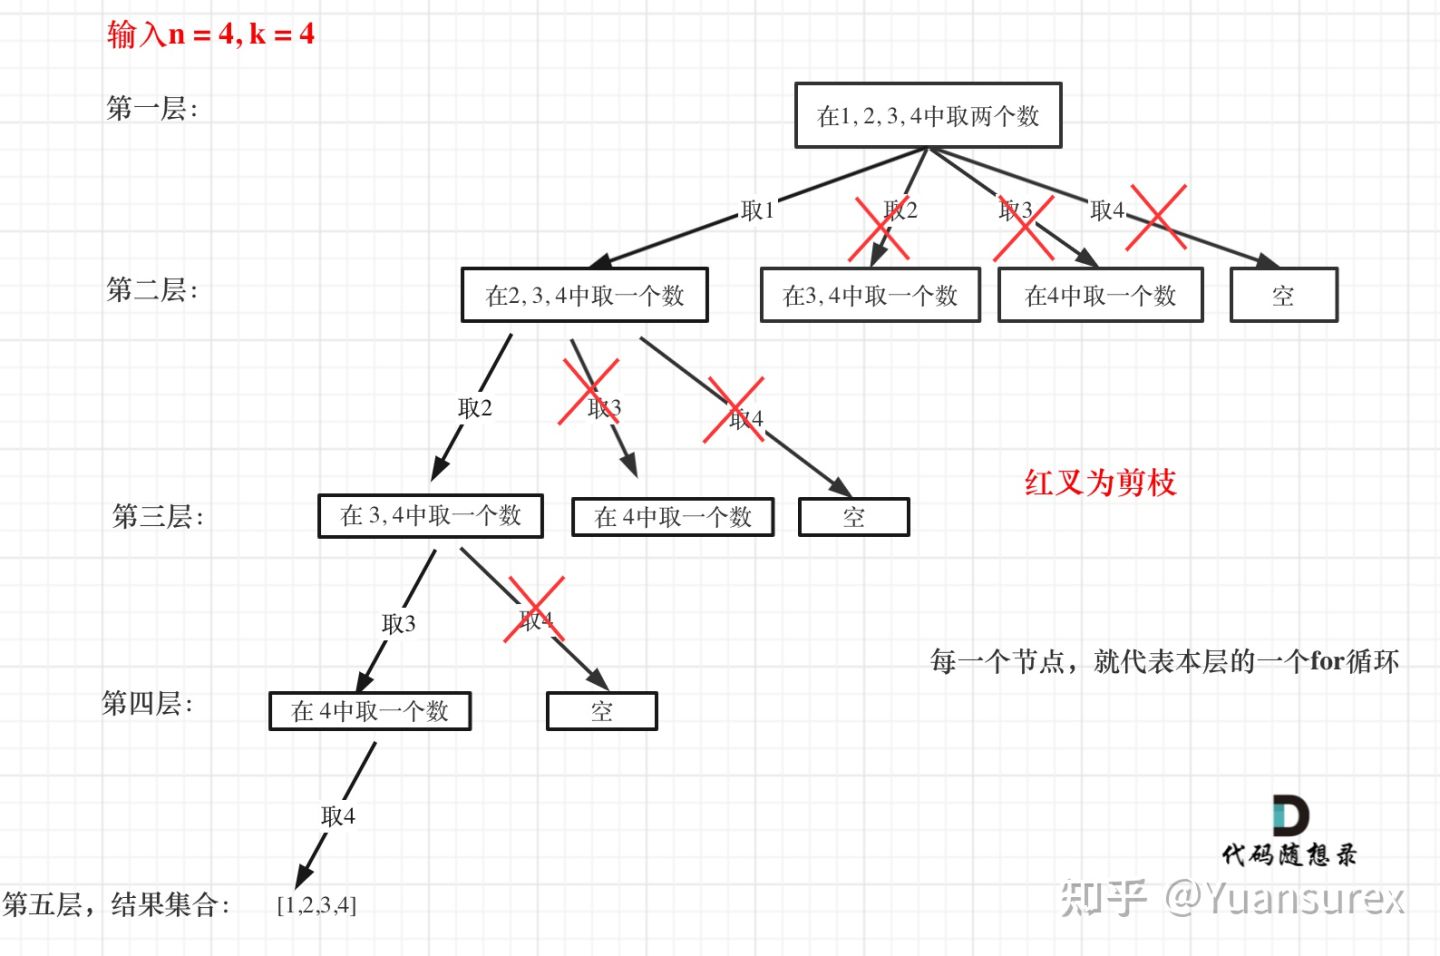 输入n = 4, k = 4
第一层：
在1, 2, 3, 4中取两个数
取1
取2
取3
取4
第二层：
在2, 3, 4中取一个数
在3, 4中取一个数
在4中取一个数
空
取2
取3
取4
红叉为剪枝
第三层：
在 3, 4中取一个数
在 4中取一个数
空
取3
取4
每一个节点，就代表本层的一个for循环
第四层：
在 4中取一个数
空
取4
代码随想录
第五层，结果集合：
[1,2,3,4]
知乎 @Yuansurex